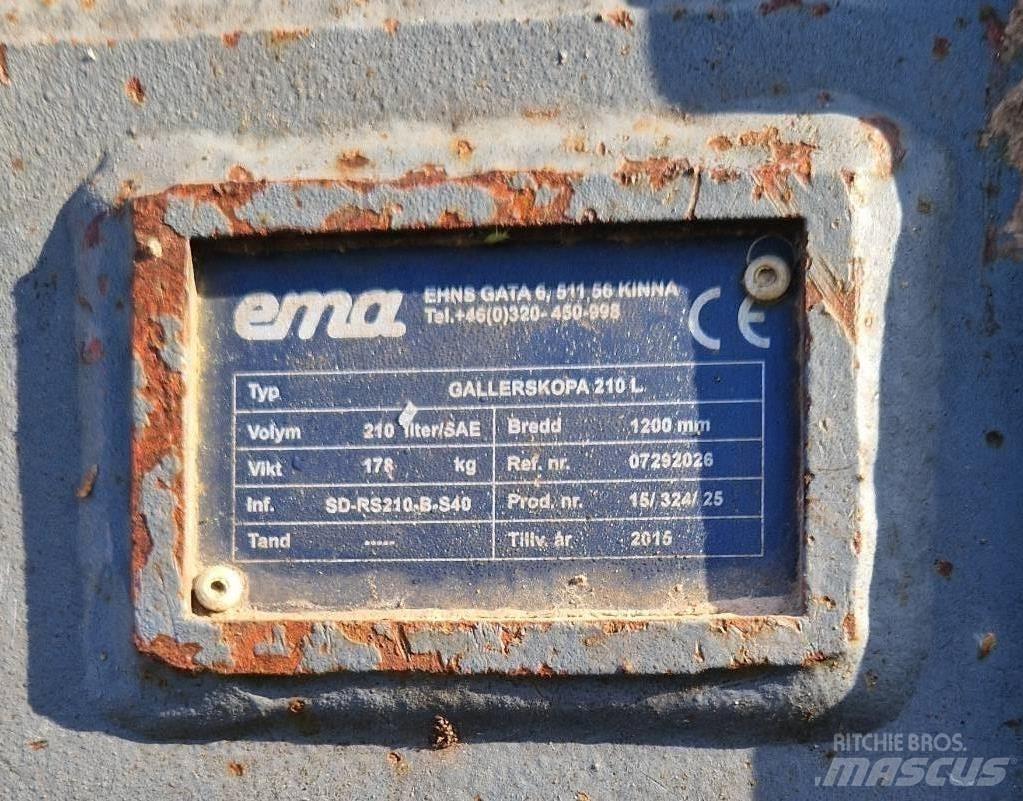 ema
EHNS GATA 6, 511 56 KINNA
Tel.+46(0)320- 450-998
CE
Typ GALLERSKOPA 210 L
Volym 210 liter/SAE Bredd 1200 mm
Vikt 178 kg Ref. nr. 07292026
Inf. SD-RS210-B-S40 Prod. nr. 15/ 324/ 25
Tand ----- Tillv. år 2015
RITCHIE BROS.
MASCUS